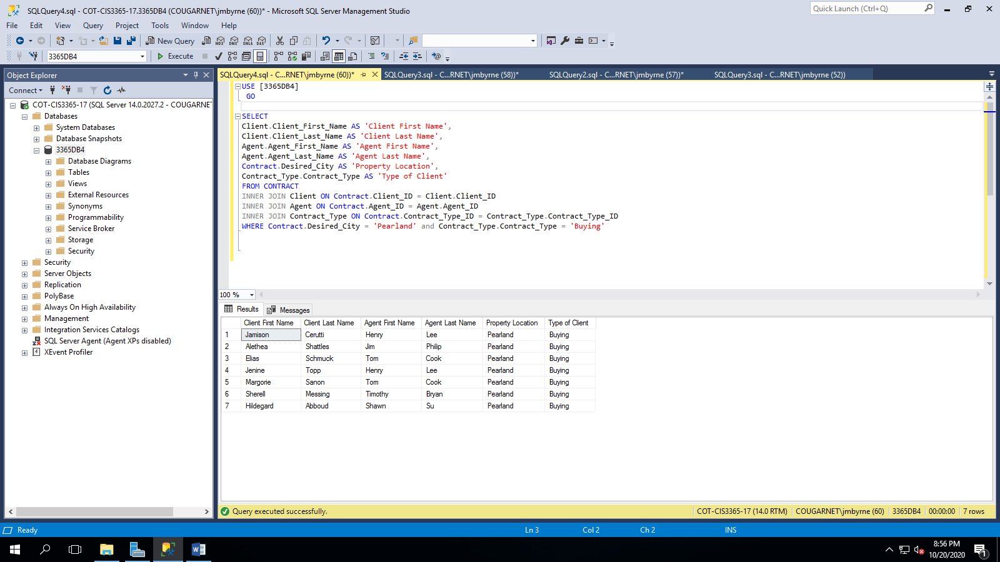 SQLQuery4.sql - COT-CIS3365-17.3365DB4 (COUGARNET\jmbyrne (60))* - Microsoft SQL Server Management Studio
Quick Launch (Ctrl+Q)
File Edit View Query Project Tools Window Help
New Query
MDX DMX XMLA DAX
3365DB4
Execute
Object Explorer
Connect
COT-CIS3365-17 (SQL Server 14.0.2027.2 - COUGARNET
Databases
System Databases
Database Snapshots
3365DB4
Database Diagrams
Tables
Views
External Resources
Synonyms
Programmability
Service Broker
Storage
Security
Security
Server Objects
Replication
PolyBase
Always On High Availability
Management
Integration Services Catalogs
SQL Server Agent (Agent XPs disabled)
XEvent Profiler
SQLQuery4.sql - C...RNET\jmbyrne (60))* SQLQuery3.sql - C...RNET\jmbyrne (58))* SQLQuery2.sql - C...RNET\jmbyrne (57))* SQLQuery3.sql - C...RNET\jmbyrne (52))
USE [3365DB4]
GO
SELECT
Client.Client_First_Name AS 'Client First Name',
Client.Client_Last_Name AS 'Client Last Name',
Agent.Agent_First_Name AS 'Agent First Name',
Agent.Agent_Last_Name AS 'Agent Last Name',
Contract.Desired_City AS 'Property Location',
Contract_Type.Contract_Type AS 'Type of Client'
FROM CONTRACT
INNER JOIN Client ON Contract.Client_ID = Client.Client_ID
INNER JOIN Agent ON Contract.Agent_ID = Agent.Agent_ID
INNER JOIN Contract_Type ON Contract.Contract_Type_ID = Contract_Type.Contract_Type_ID
WHERE Contract.Desired_City = 'Pearland' and Contract_Type.Contract_Type = 'Buying'
100 %
Results Messages
Client First Name Client Last Name Agent First Name Agent Last Name Property Location Type of Client
1 Jamison Cerutti Henry Lee Pearland Buying
2 Alethea Shattles Jim Philip Pearland Buying
3 Elias Schmuck Tom Cook Pearland Buying
4 Jenine Topp Henry Lee Pearland Buying
5 Margorie Sanon Tom Cook Pearland Buying
6 Sherell Messing Timothy Bryan Pearland Buying
7 Hildegard Abboud Shawn Su Pearland Buying
Query executed successfully. COT-CIS3365-17 (14.0 RTM) COUGARNET\jmbyrne (60) 3365DB4 00:00:00 7 rows
Ready Ln 3 Col 2 Ch 2 INS
8:56 PM
10/20/2020
1